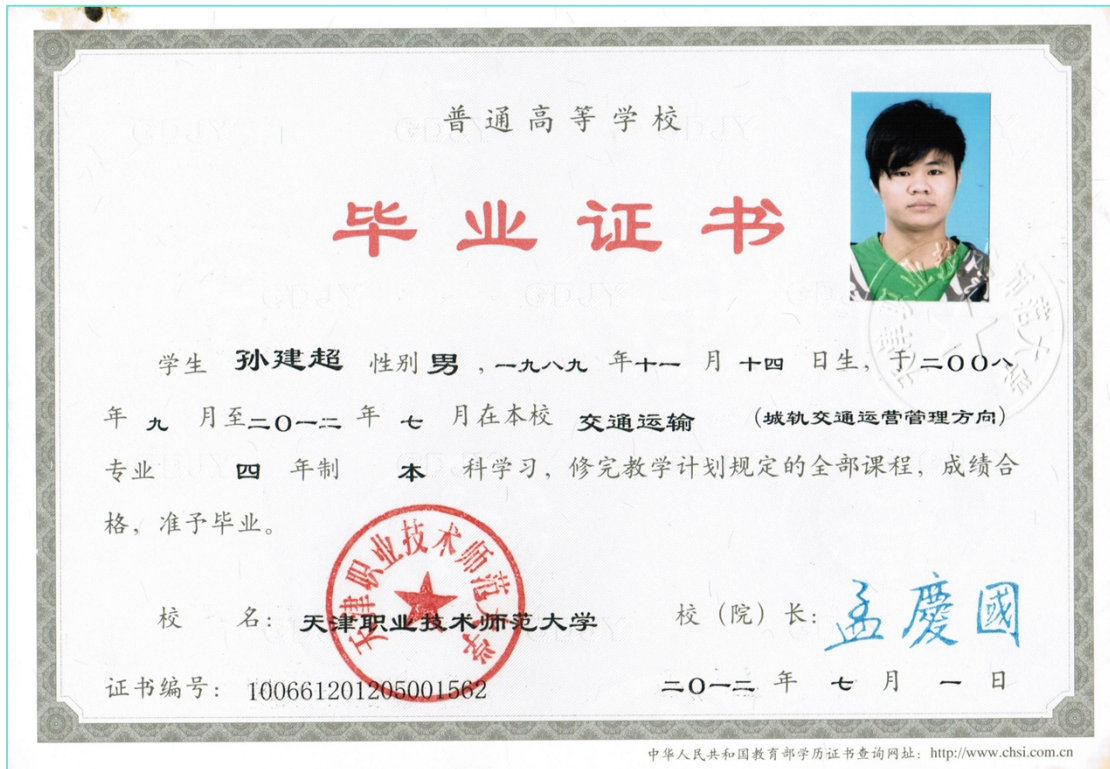 普通高等学校
毕业证书
学生 孙建超 性别 男 , 一九八九 年 十一 月 十四 日生, 于 二〇〇八
年 九 月至 二〇一二 年 七 月在本校 交通运输 (城轨交通运营管理方向)
专业 四 年制 本 科学习, 修完教学计划规定的全部课程, 成绩合
格, 准予毕业。
天津职业技术师范大学
校 名: 天津职业技术师范大学 校(院)长: 孟慶國
证书编号: 100661201205001562 二〇一二 年 七 月 一 日
中华人民共和国教育部学历证书查询网址: http://www.chsi.com.cn